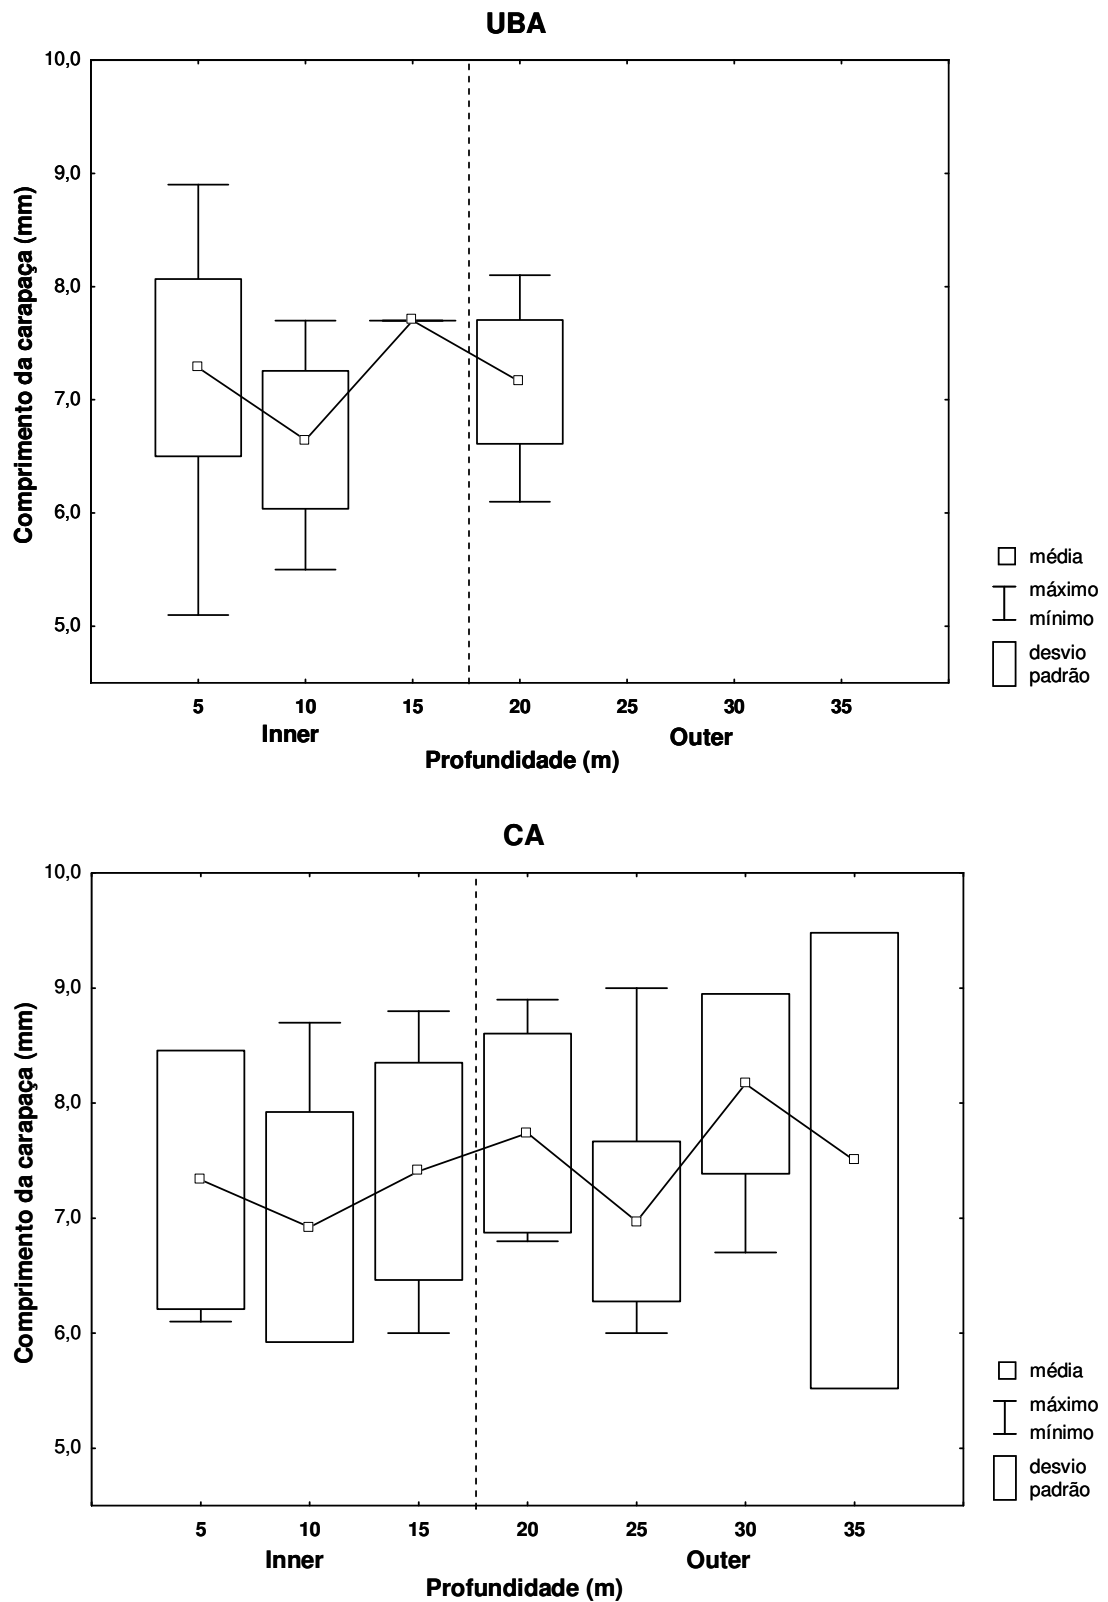 UBA
Comprimento da carapaça (mm)
10,0
9,0
8,0
7,0
6,0
5,0
5 10 15 20 25 30 35
Inner Outer
Profundidade (m)
média
máximo
mínimo
desvio
padrão
CA
Comprimento da carapaça (mm)
10,0
9,0
8,0
7,0
6,0
5,0
5 10 15 20 25 30 35
Inner Outer
Profundidade (m)
média
máximo
mínimo
desvio
padrão